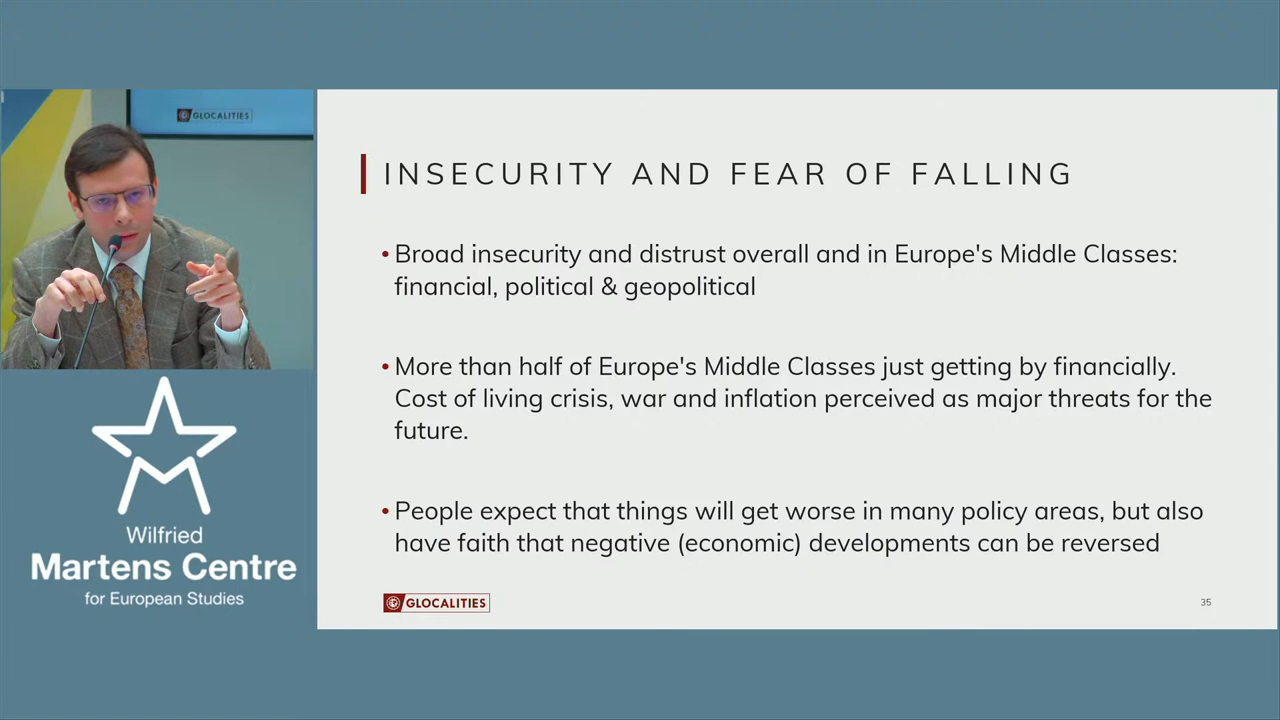 GLOCALITIES
INSECURITY AND FEAR OF FALLING
• Broad insecurity and distrust overall and in Europe's Middle Classes:
financial, political & geopolitical
• More than half of Europe's Middle Classes just getting by financially.
Cost of living crisis, war and inflation perceived as major threats for the
future.
• People expect that things will get worse in many policy areas, but also
have faith that negative (economic) developments can be reversed
GLOCALITIES
35
Wilfried
Martens Centre
for European Studies